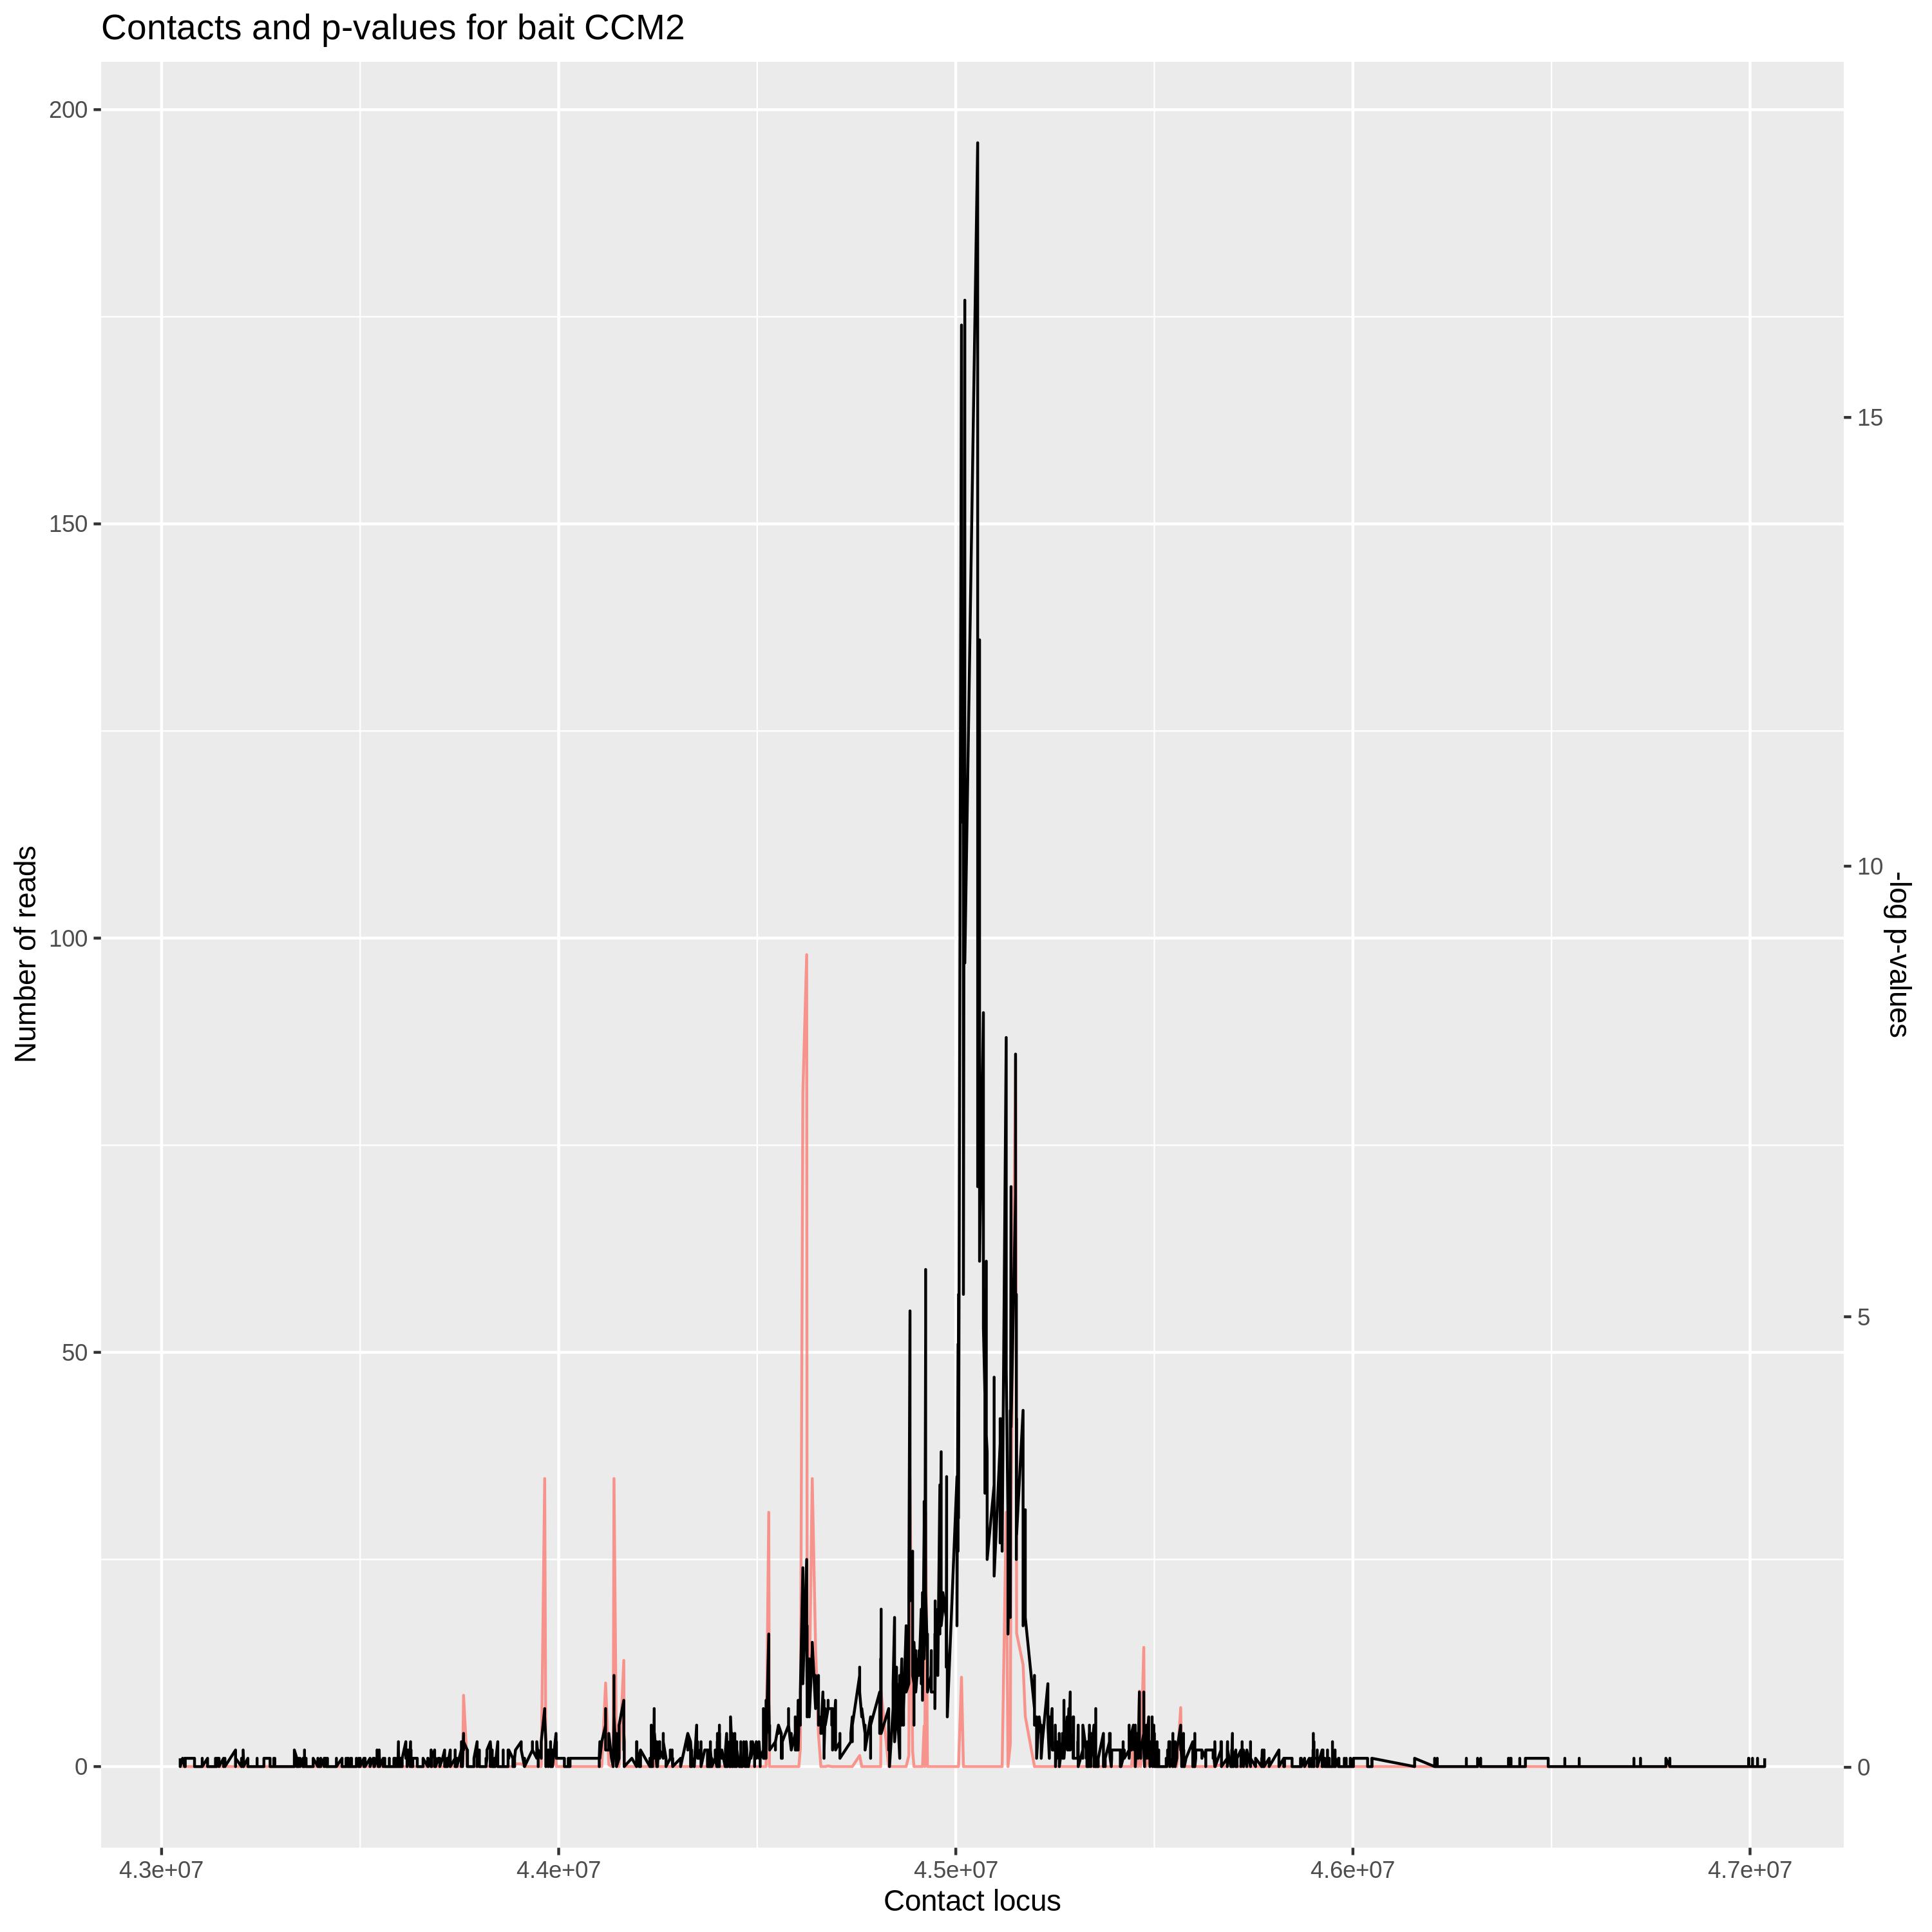 Contacts and p-values for bait CCM2
200
150
100
50
0
Number of reads
15
10
5
0
-log p-values
4.3e+07
4.4e+07
4.5e+07
4.6e+07
4.7e+07
Contact locus